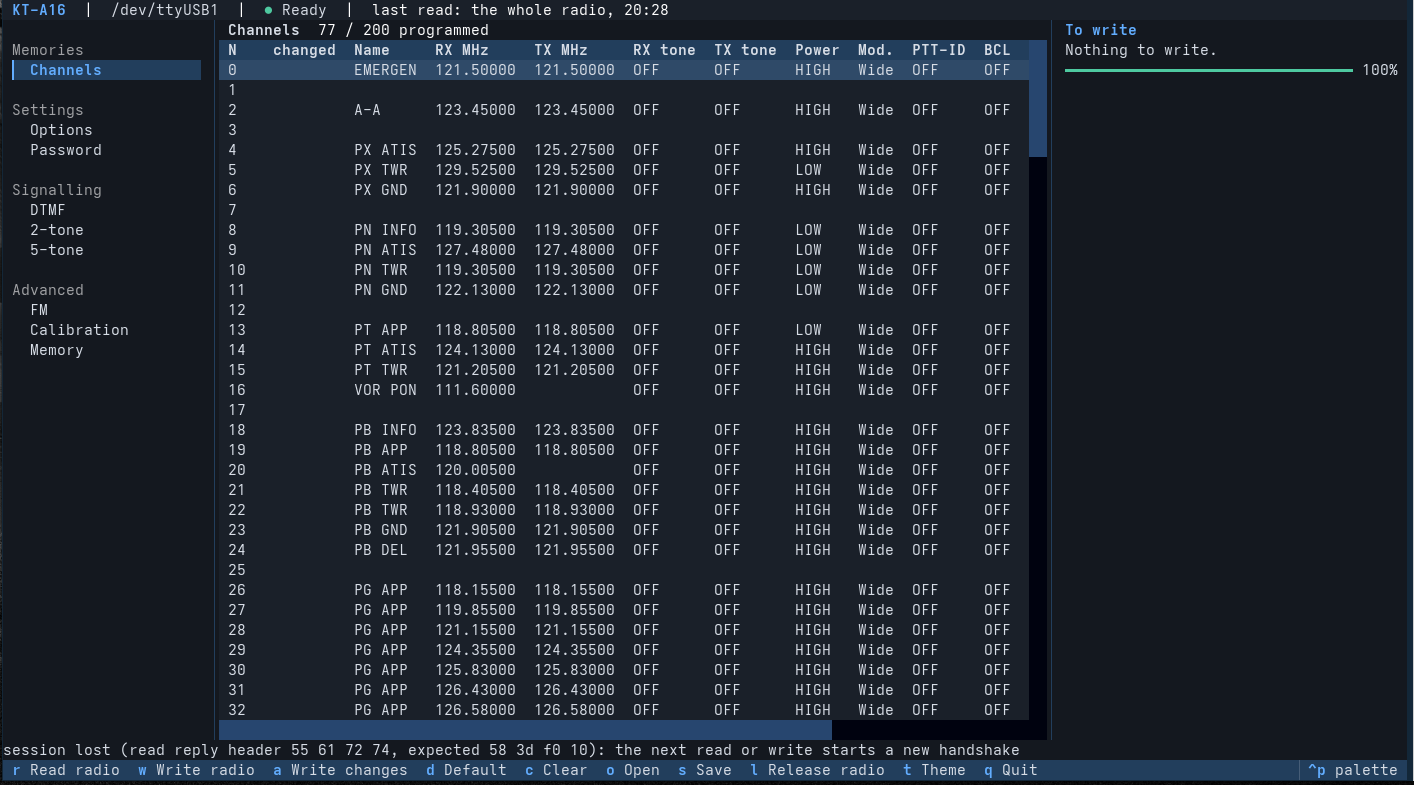 KT-A16 | /dev/ttyUSB1 | ● Ready | last read: the whole radio, 20:28
Channels 77 / 200 programmed
Memories
Channels
Settings
Options
Password
Signalling
DTMF
2-tone
5-tone
Advanced
FM
Calibration
Memory
N changed Name RX MHz TX MHz RX tone TX tone Power Mod. PTT-ID BCL
0 EMERGEN 121.50000 121.50000 OFF OFF HIGH Wide OFF OFF
1
2 A-A 123.45000 123.45000 OFF OFF HIGH Wide OFF OFF
3
4 PX ATIS 125.27500 125.27500 OFF OFF HIGH Wide OFF OFF
5 PX TWR 129.52500 129.52500 OFF OFF LOW Wide OFF OFF
6 PX GND 121.90000 121.90000 OFF OFF HIGH Wide OFF OFF
7
8 PN INFO 119.30500 119.30500 OFF OFF LOW Wide OFF OFF
9 PN ATIS 127.48000 127.48000 OFF OFF LOW Wide OFF OFF
10 PN TWR 119.30500 119.30500 OFF OFF LOW Wide OFF OFF
11 PN GND 122.13000 122.13000 OFF OFF LOW Wide OFF OFF
12
13 PT APP 118.80500 118.80500 OFF OFF LOW Wide OFF OFF
14 PT ATIS 124.13000 124.13000 OFF OFF HIGH Wide OFF OFF
15 PT TWR 121.20500 121.20500 OFF OFF HIGH Wide OFF OFF
16 VOR PON 111.60000 OFF OFF HIGH Wide OFF OFF
17
18 PB INFO 123.83500 123.83500 OFF OFF HIGH Wide OFF OFF
19 PB APP 118.80500 118.80500 OFF OFF HIGH Wide OFF OFF
20 PB ATIS 120.00500 OFF OFF HIGH Wide OFF OFF
21 PB TWR 118.40500 118.40500 OFF OFF HIGH Wide OFF OFF
22 PB TWR 118.93000 118.93000 OFF OFF HIGH Wide OFF OFF
23 PB GND 121.90500 121.90500 OFF OFF HIGH Wide OFF OFF
24 PB DEL 121.95500 121.95500 OFF OFF HIGH Wide OFF OFF
25
26 PG APP 118.15500 118.15500 OFF OFF HIGH Wide OFF OFF
27 PG APP 119.85500 119.85500 OFF OFF HIGH Wide OFF OFF
28 PG APP 121.15500 121.15500 OFF OFF HIGH Wide OFF OFF
29 PG APP 124.35500 124.35500 OFF OFF HIGH Wide OFF OFF
30 PG APP 125.83000 125.83000 OFF OFF HIGH Wide OFF OFF
31 PG APP 126.43000 126.43000 OFF OFF HIGH Wide OFF OFF
32 PG APP 126.58000 126.58000 OFF OFF HIGH Wide OFF OFF
To write
Nothing to write.
100%
session lost (read reply header 55 61 72 74, expected 58 3d f0 10): the next read or write starts a new handshake
r Read radio w Write radio a Write changes d Default c Clear o Open s Save l Release radio t Theme q Quit ^p palette